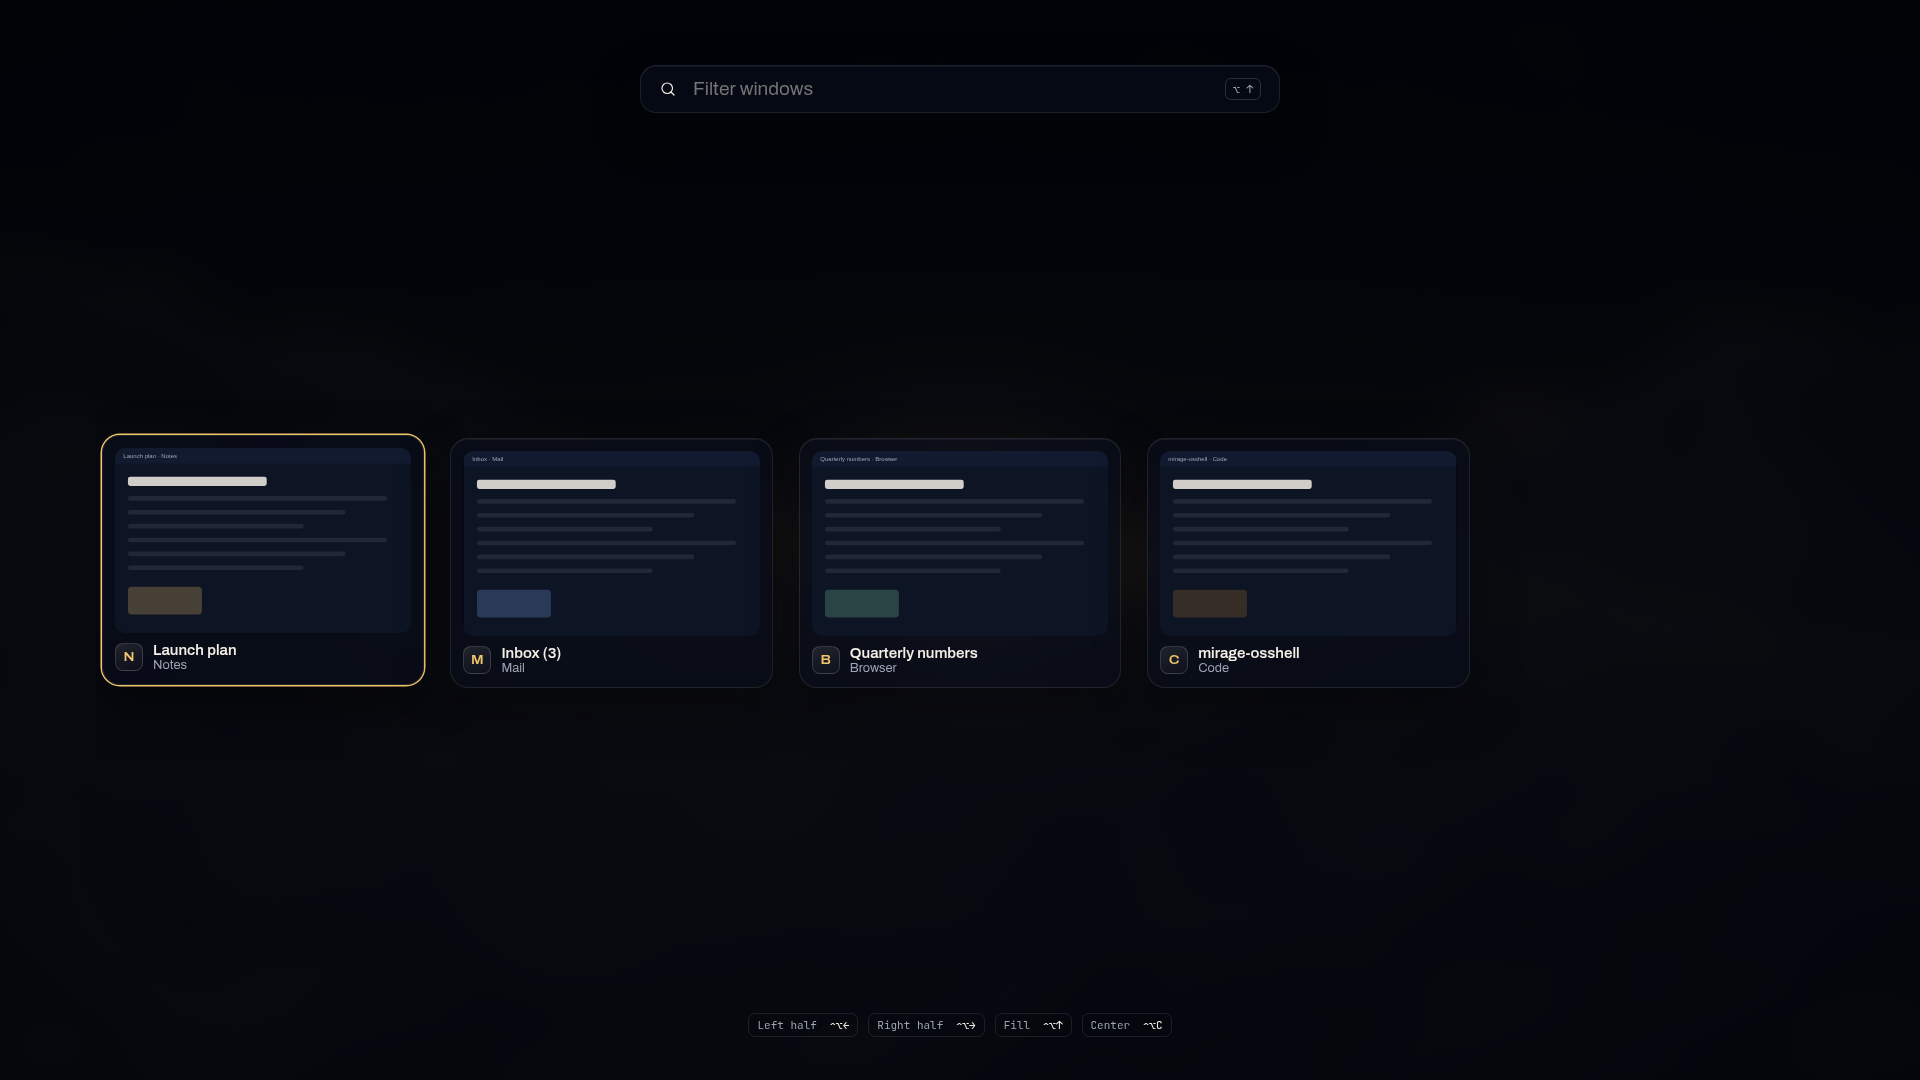 Filter windows
⌥ ↑
Launch plan · Notes
Inbox · Mail
Quarterly numbers · Browser
mirage-osshell · Code
N
Launch plan
Notes
M
Inbox (3)
Mail
B
Quarterly numbers
Browser
C
mirage-osshell
Code
Left half ⌃⌥←
Right half ⌃⌥→
Fill ⌃⌥↑
Center ⌃⌥C